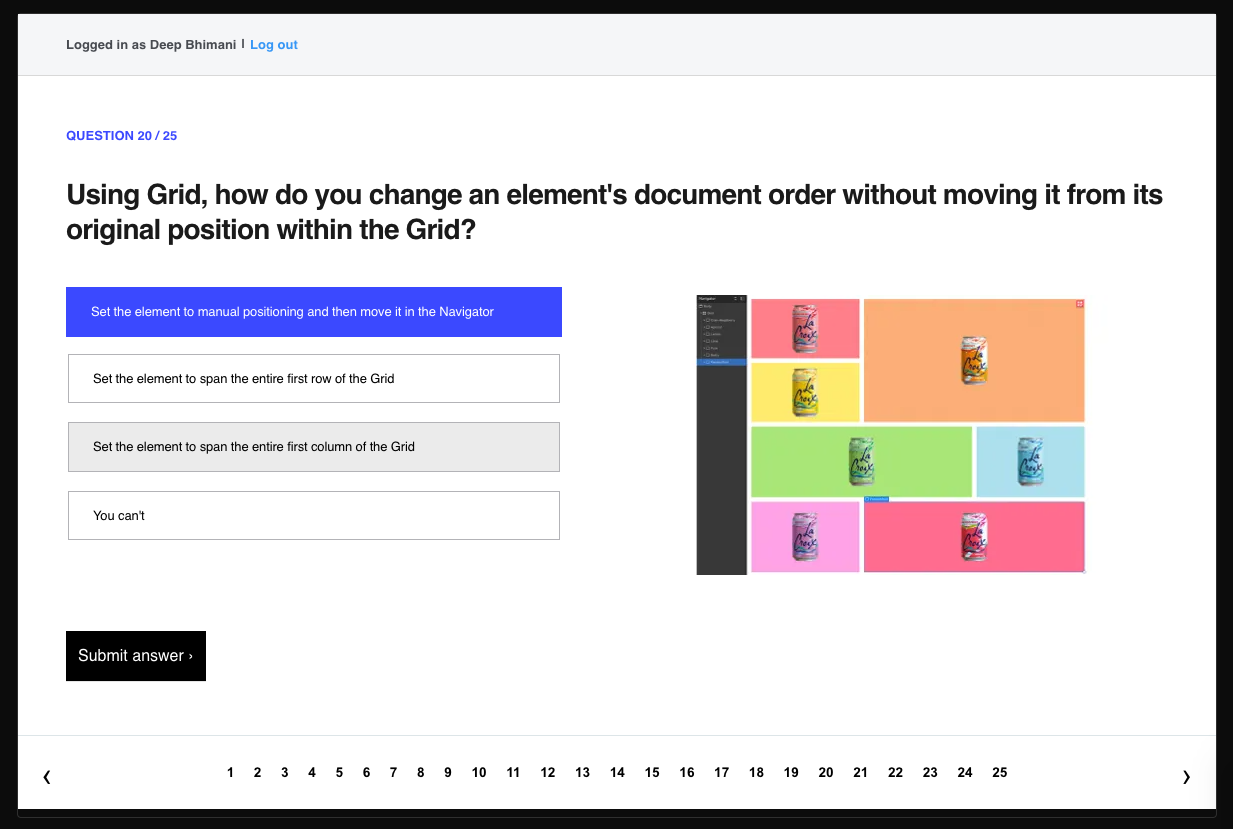 Logged in as Deep Bhimani | Log out
QUESTION 20 / 25
Using Grid, how do you change an element's document order without moving it from its
original position within the Grid?
Set the element to manual positioning and then move it in the Navigator
Set the element to span the entire first row of the Grid
Set the element to span the entire first column of the Grid
You can't
Navigator
La Croix
La Croix
La Croix
La Croix
La Croix
La Croix
La Croix
Submit answer ›
❮ 1 2 3 4 5 6 7 8 9 10 11 12 13 14 15 16 17 18 19 20 21 22 23 24 25 ❯